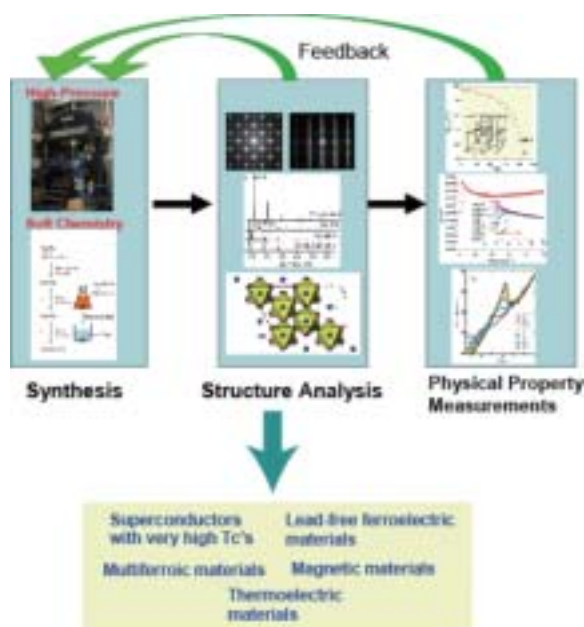 Feedback
High-Pressure
Soft Chemistry
Synthesis
Structure Analysis
Physical Property
Measurements
Superconductors
with very high Tc's
Lead-free ferroelectric
materials
Multiferroic materials
Magnetic materials
Thermoelectric
materials